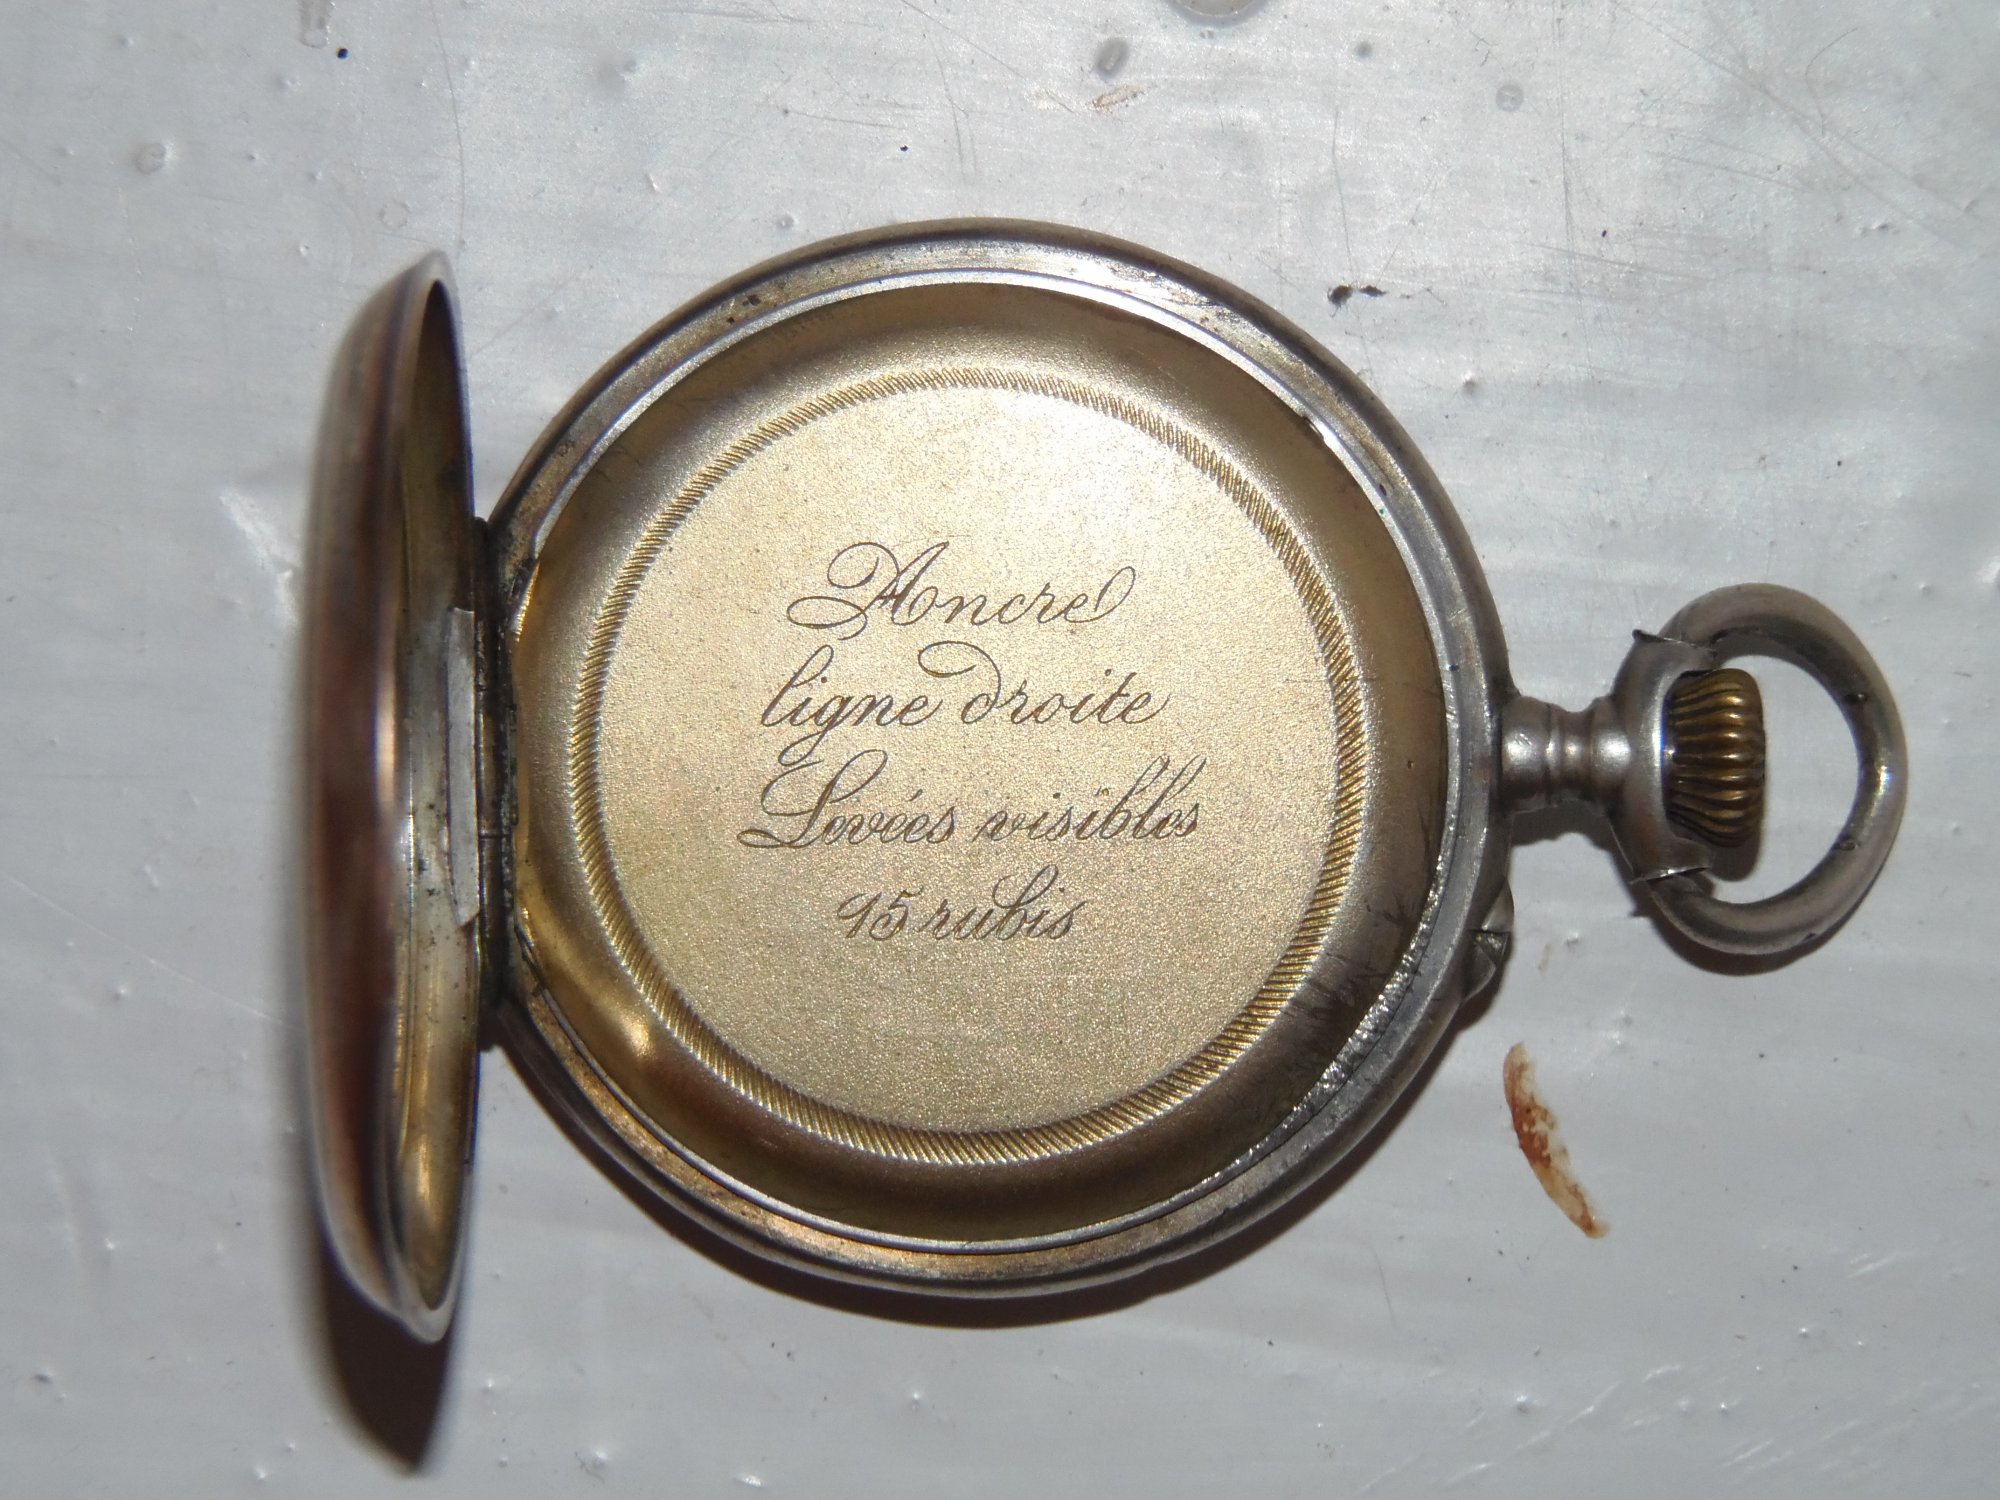 Ancre
ligne droite
Levées visibles
15 rubis